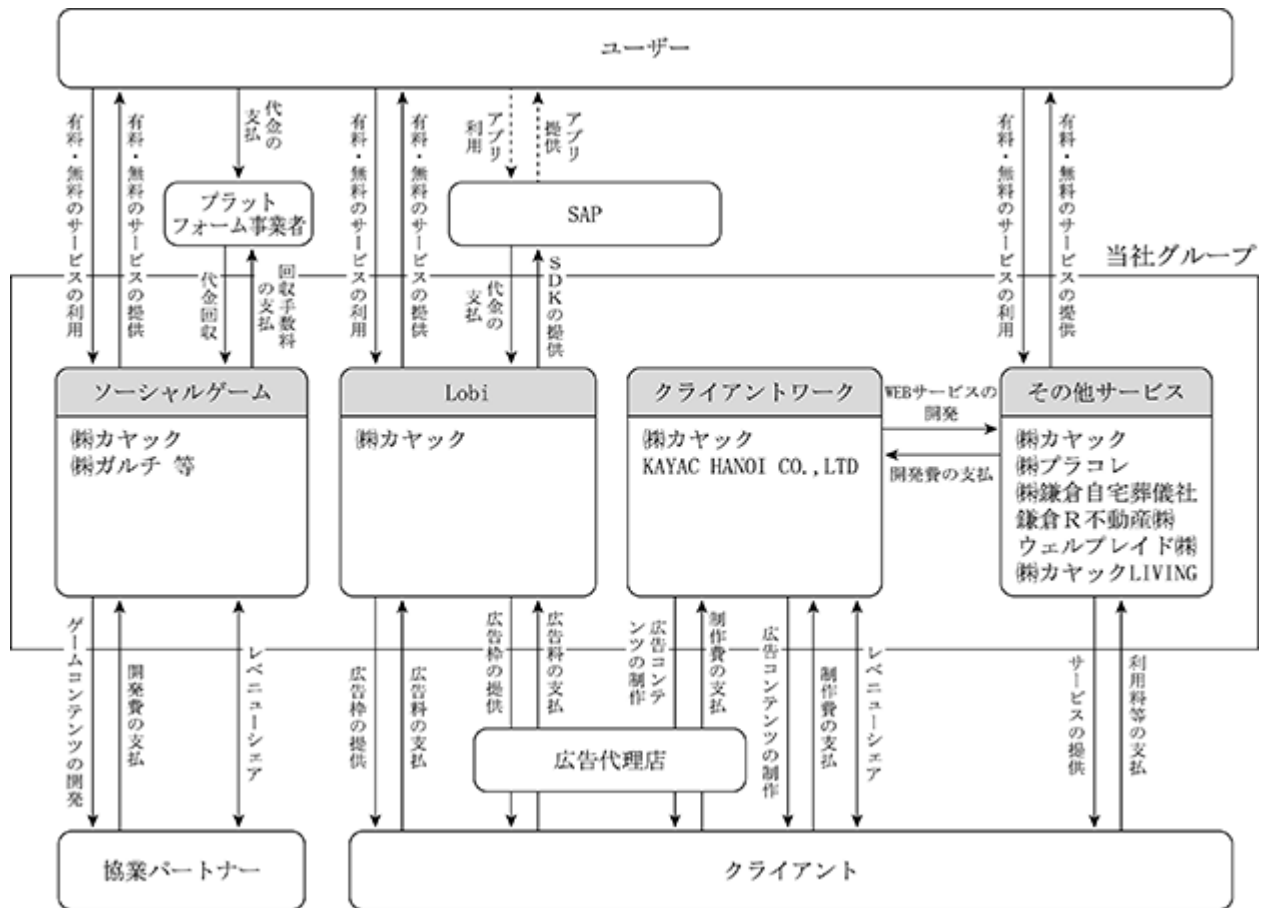 ユーザー
有料・無料のサービスの利用
有料・無料のサービスの提供
代金の
支払
有料・無料のサービスの利用
有料・無料のサービスの提供
アプリ
利用
アプリ
提供
有料・無料のサービスの利用
有料・無料のサービスの提供
プラット
フォーム事業者
SAP
当社グループ
代金回収
回収手数料
の支払
代金の
支払
SDKの提供
ソーシャルゲーム
㈱カヤック
㈱ガルチ 等
Lobi
㈱カヤック
クライアントワーク
㈱カヤック
KAYAC HANOI CO.,LTD
WEBサービスの
開発
開発費の支払
その他サービス
㈱カヤック
㈱プラコレ
㈱鎌倉自宅葬儀社
鎌倉R不動産㈱
ウェルプレイド㈱
㈱カヤックLIVING
ゲームコンテンツの開発
開発費の支払
レベニューシェア
広告枠の提供
広告料の支払
広告枠の提供
広告料の支払
広告コンテ
ンツの制作
制作費の支払
広告コンテンツの制作
制作費の支払
レベニューシェア
サービスの提供
利用料等の支払
広告代理店
協業パートナー
クライアント